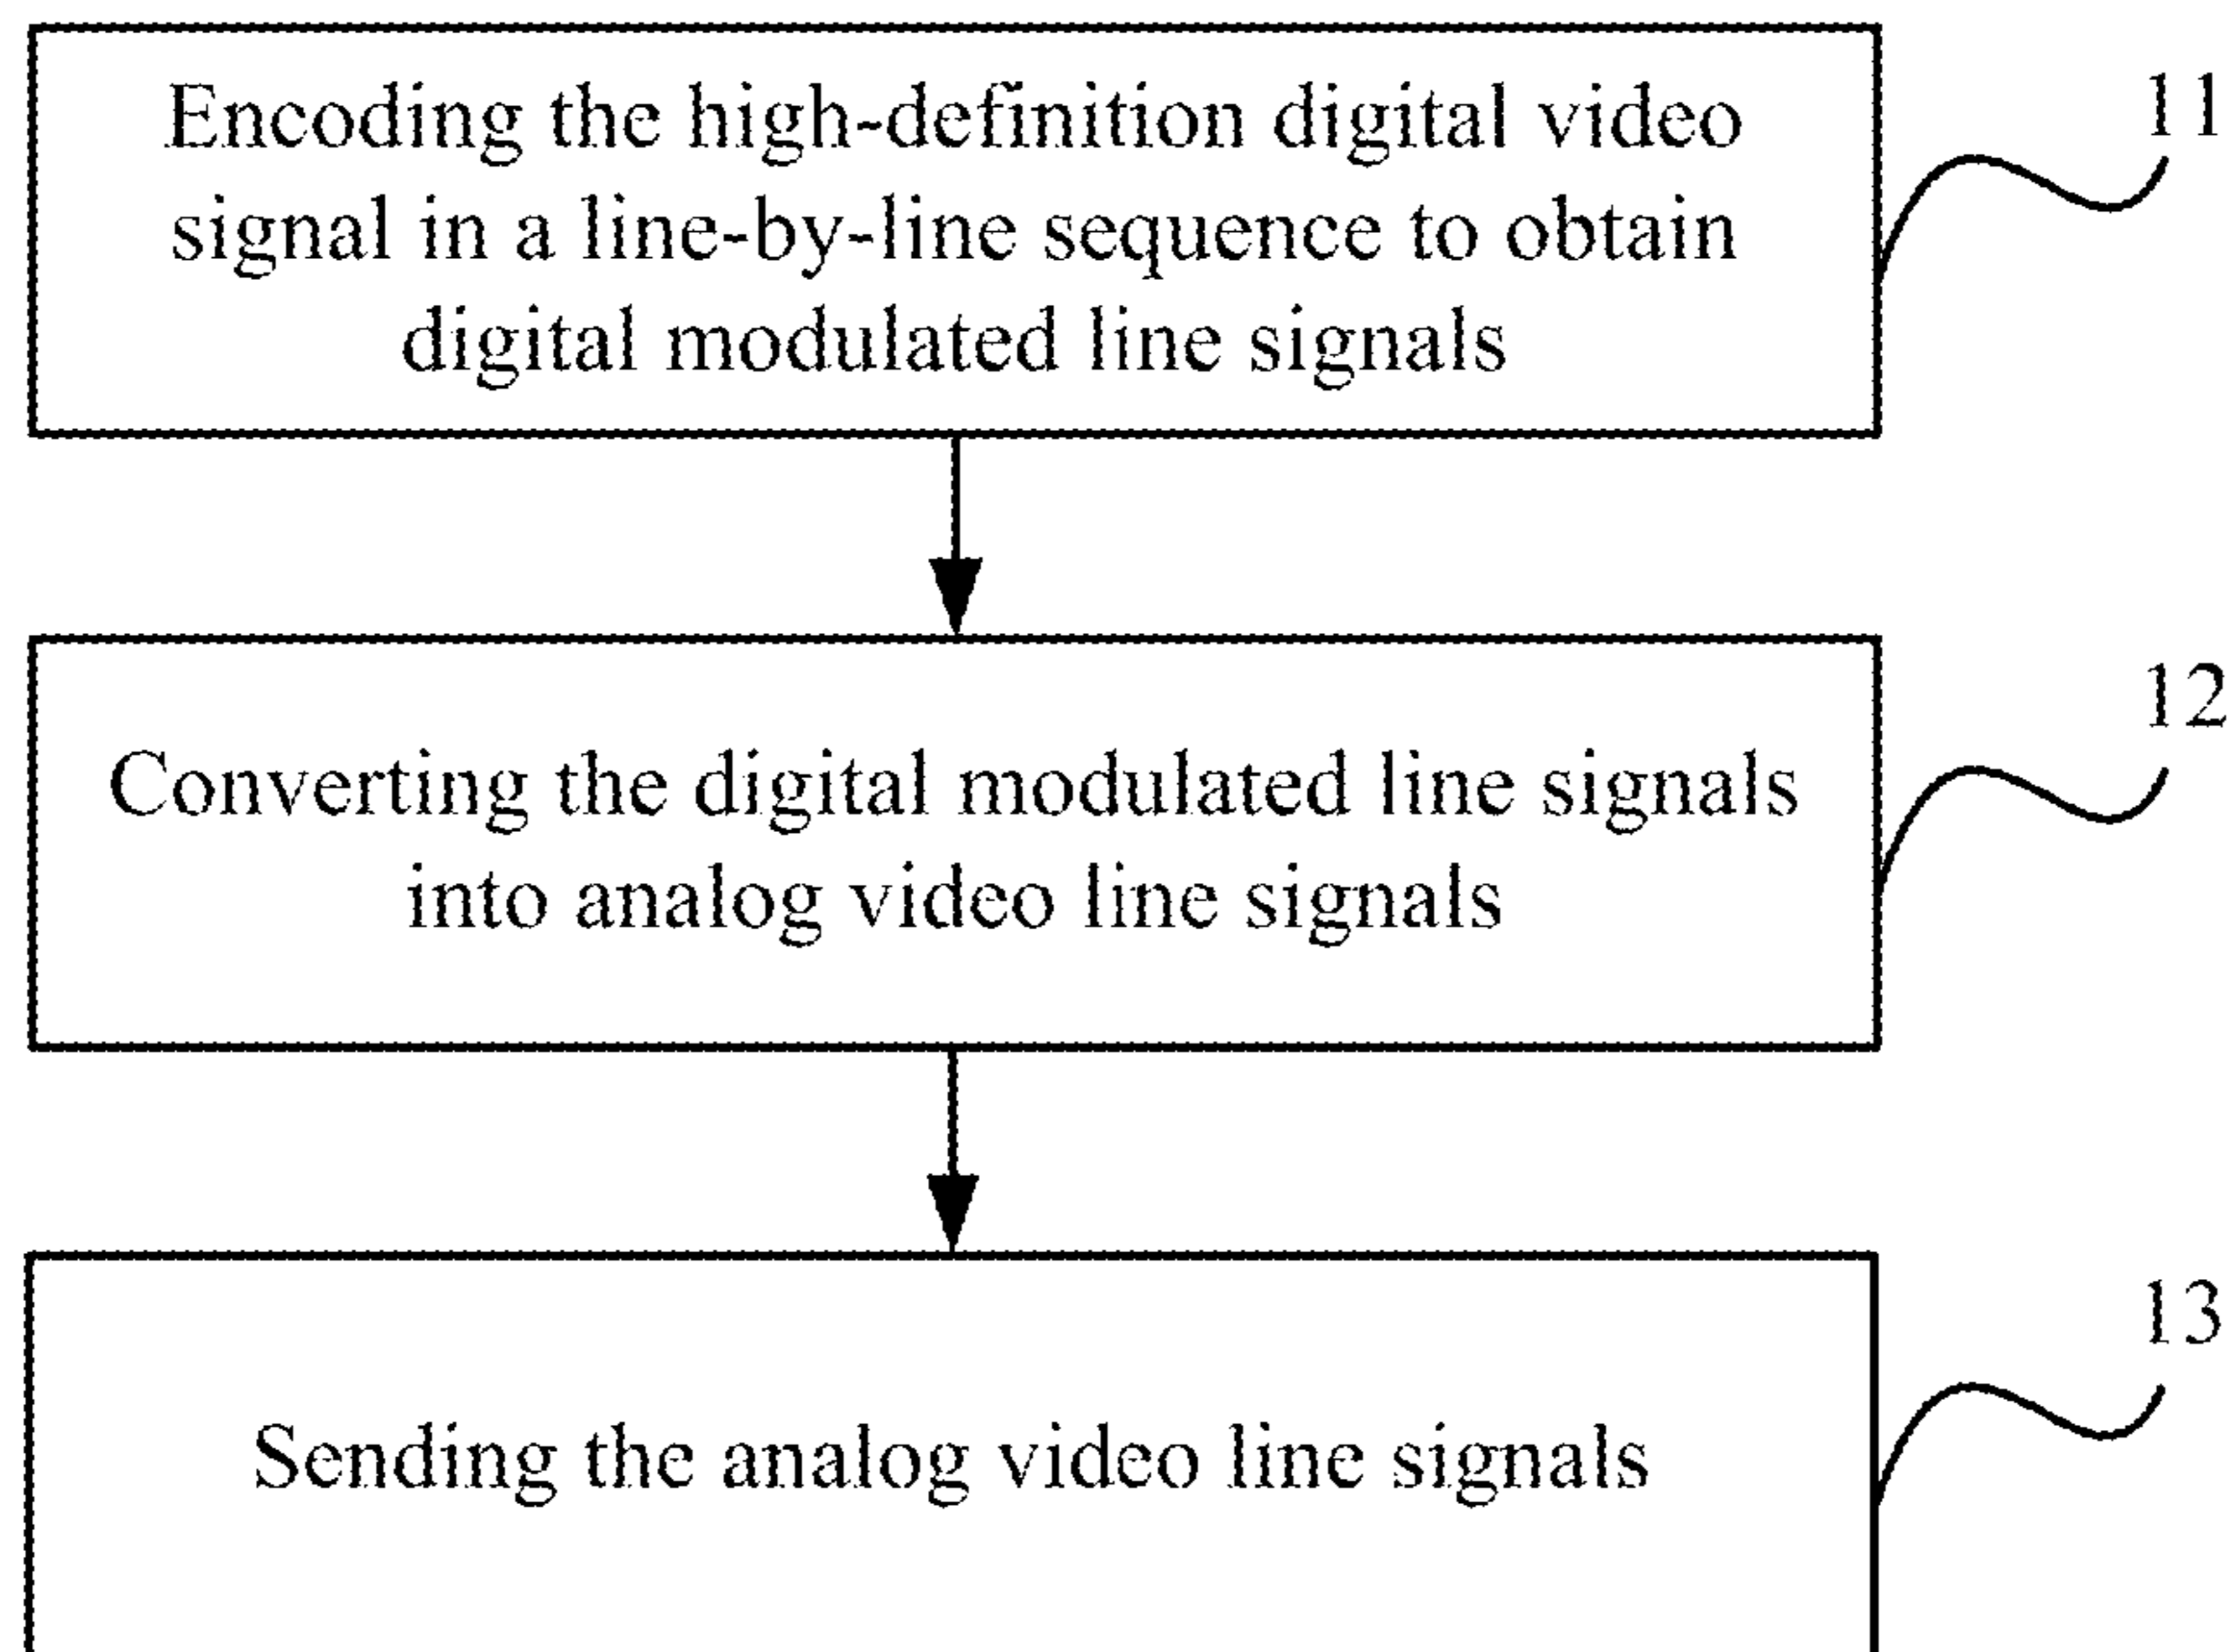 Encoding the high-definition digital video
signal in a line-by-line sequence to obtain
digital modulated line signals
11
Converting the digital modulated line signals
into analog video line signals
12
Sending the analog video line signals
13